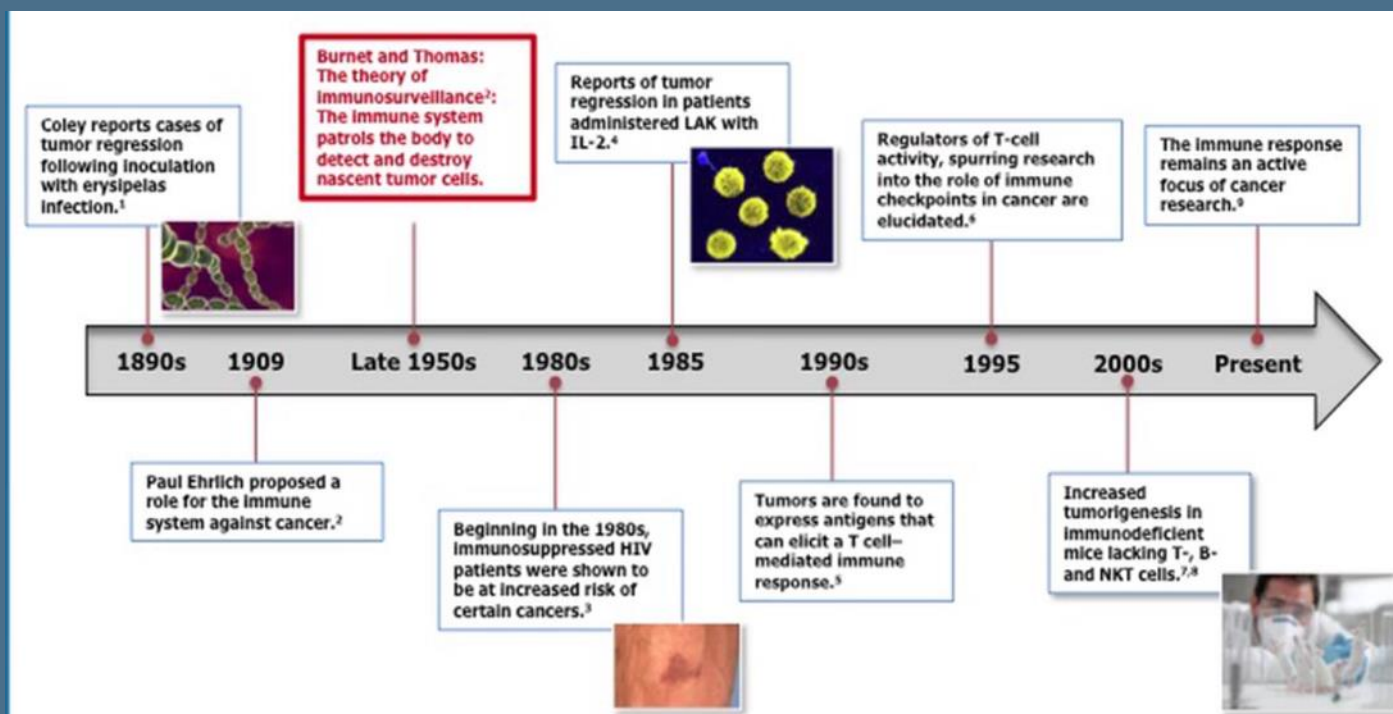 Coley reports cases of
tumor regression
following inoculation
with erysipelas
infection.¹
Burnet and Thomas:
The theory of
immunosurveillance²:
The immune system
patrols the body to
detect and destroy
nascent tumor cells.
Reports of tumor
regression in patients
administered LAK with
IL-2.⁴
Regulators of T-cell
activity, spurring research
into the role of immune
checkpoints in cancer are
elucidated.⁶
The immune response
remains an active
focus of cancer
research.⁹
1890s 1909 Late 1950s 1980s 1985 1990s 1995 2000s Present
Paul Ehrlich proposed a
role for the immune
system against cancer.²
Beginning in the 1980s,
immunosuppressed HIV
patients were shown to
be at increased risk of
certain cancers.³
Tumors are found to
express antigens that
can elicit a T cell–
mediated immune
response.⁵
Increased
tumorigenesis in
immunodeficient
mice lacking T-, B-
and NKT cells.⁷,⁸